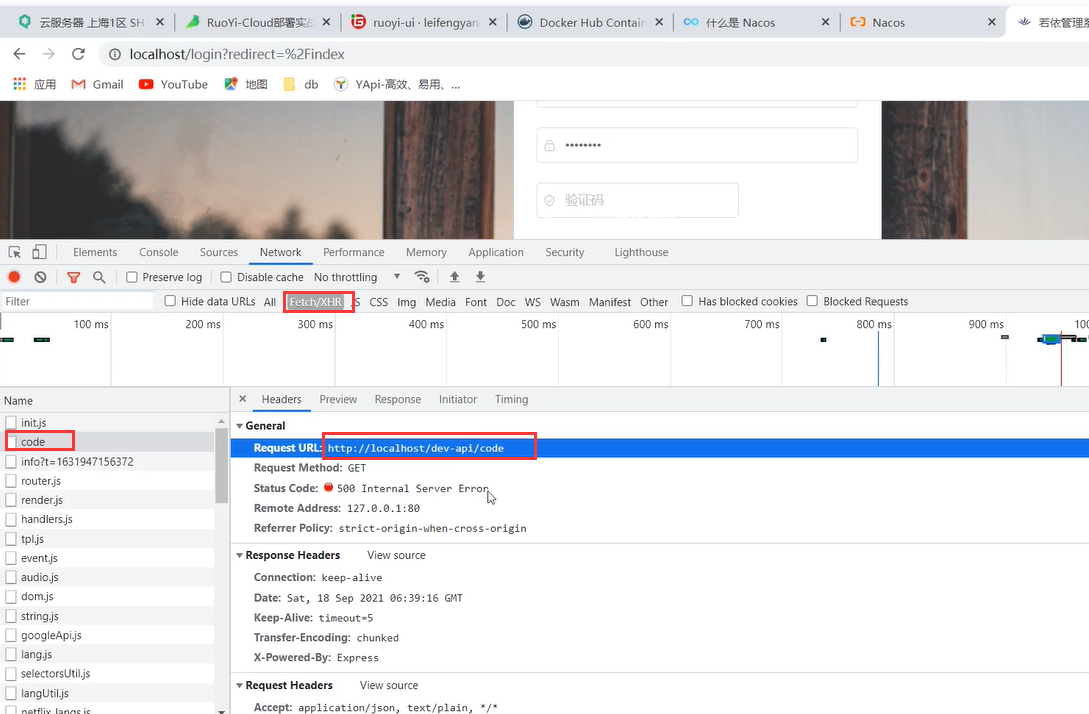 云服务器 上海1区 SH
RuoYi-Cloud部署实战
ruoyi-ui · leifengyang
Docker Hub Contain
什么是 Nacos
Nacos
若依管理系
localhost/login?redirect=%2Findex
应用
Gmail
YouTube
地图
db
YApi-高效、易用、...
••••••••
验证码
Elements Console Sources Network Performance Memory Application Security Lighthouse
Preserve log Disable cache No throttling
Filter Hide data URLs All Fetch/XHR JS CSS Img Media Font Doc WS Wasm Manifest Other Has blocked cookies Blocked Requests
100 ms 200 ms 300 ms 400 ms 500 ms 600 ms 700 ms 800 ms 900 ms 100
Name
init.js
code
info?t=1631947156372
router.js
render.js
handlers.js
tpl.js
event.js
audio.js
dom.js
string.js
googleApi.js
lang.js
selectorsUtil.js
langUtil.js
netflix_langs.js
Headers Preview Response Initiator Timing
General
Request URL: http://localhost/dev-api/code
Request Method: GET
Status Code: 500 Internal Server Error
Remote Address: 127.0.0.1:80
Referrer Policy: strict-origin-when-cross-origin
Response Headers View source
Connection: keep-alive
Date: Sat, 18 Sep 2021 06:39:16 GMT
Keep-Alive: timeout=5
Transfer-Encoding: chunked
X-Powered-By: Express
Request Headers View source
Accept: application/json, text/plain, */*